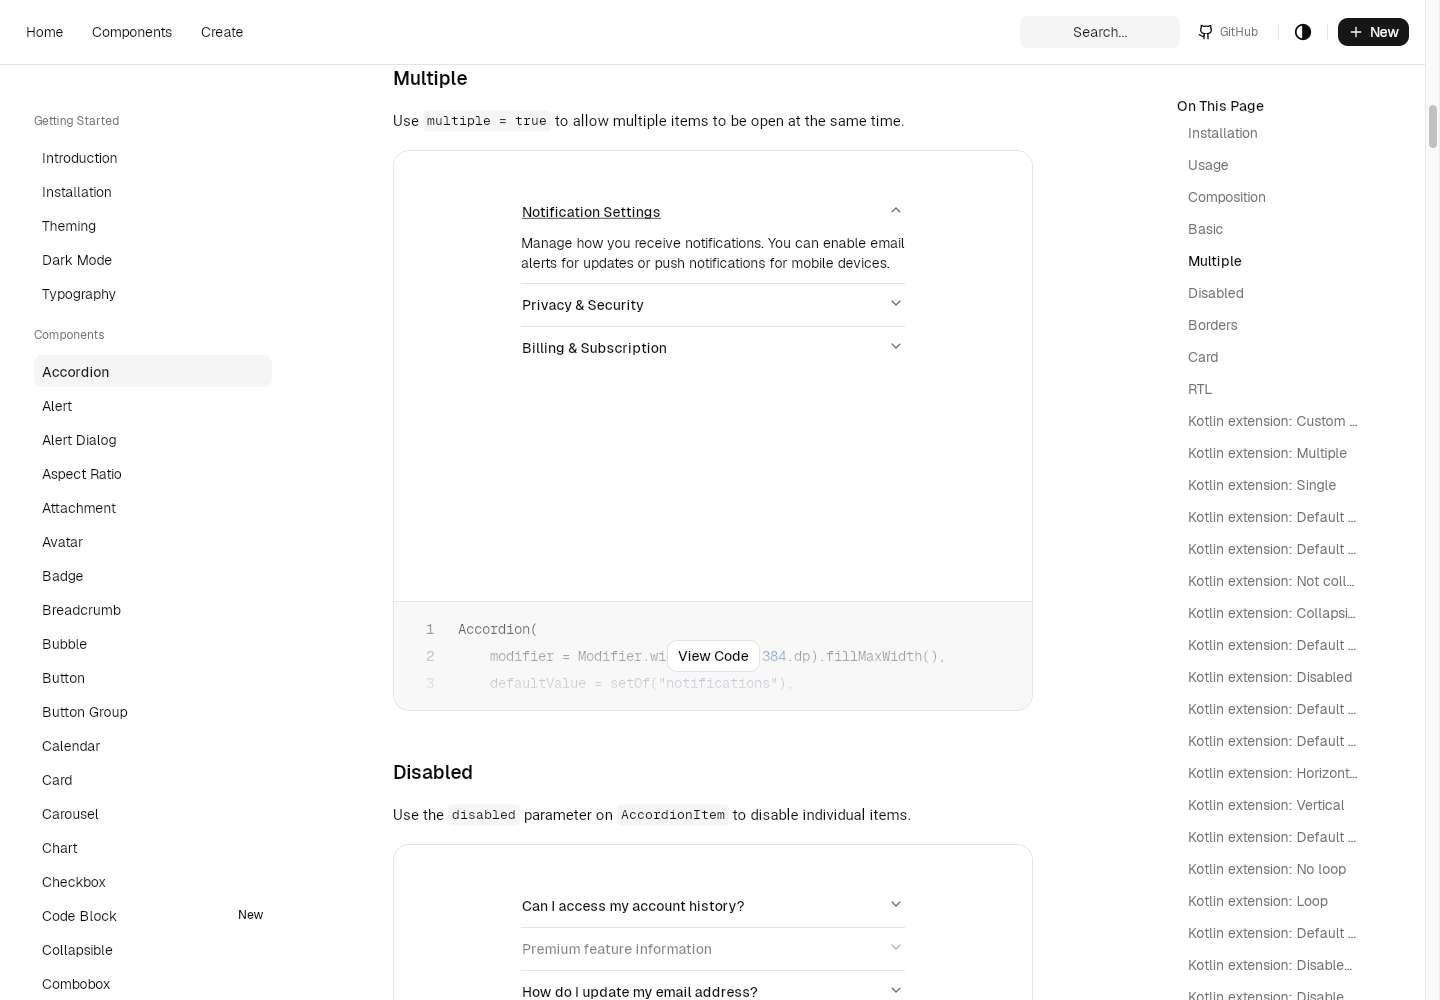 Home
Components
Create
Search...
GitHub
New
Getting Started
Introduction
Installation
Theming
Dark Mode
Typography
Components
Accordion
Alert
Alert Dialog
Aspect Ratio
Attachment
Avatar
Badge
Breadcrumb
Bubble
Button
Button Group
Calendar
Card
Carousel
Chart
Checkbox
Code Block
New
Collapsible
Combobox
Multiple
Use multiple = true to allow multiple items to be open at the same time.
Notification Settings
Manage how you receive notifications. You can enable email
alerts for updates or push notifications for mobile devices.
Privacy & Security
Billing & Subscription
1 Accordion(
2 modifier = Modifier.wi 384.dp).fillMaxWidth(),
View Code
3 defaultValue = setOf("notifications"),
Disabled
Use the disabled parameter on AccordionItem to disable individual items.
Can I access my account history?
Premium feature information
How do I update my email address?
On This Page
Installation
Usage
Composition
Basic
Multiple
Disabled
Borders
Card
RTL
Kotlin extension: Custom ...
Kotlin extension: Multiple
Kotlin extension: Single
Kotlin extension: Default ...
Kotlin extension: Default ...
Kotlin extension: Not coll...
Kotlin extension: Collapsi...
Kotlin extension: Default ...
Kotlin extension: Disabled
Kotlin extension: Default ...
Kotlin extension: Default ...
Kotlin extension: Horizont...
Kotlin extension: Vertical
Kotlin extension: Default ...
Kotlin extension: No loop
Kotlin extension: Loop
Kotlin extension: Default ...
Kotlin extension: Disable...
Kotlin extension: Disable...